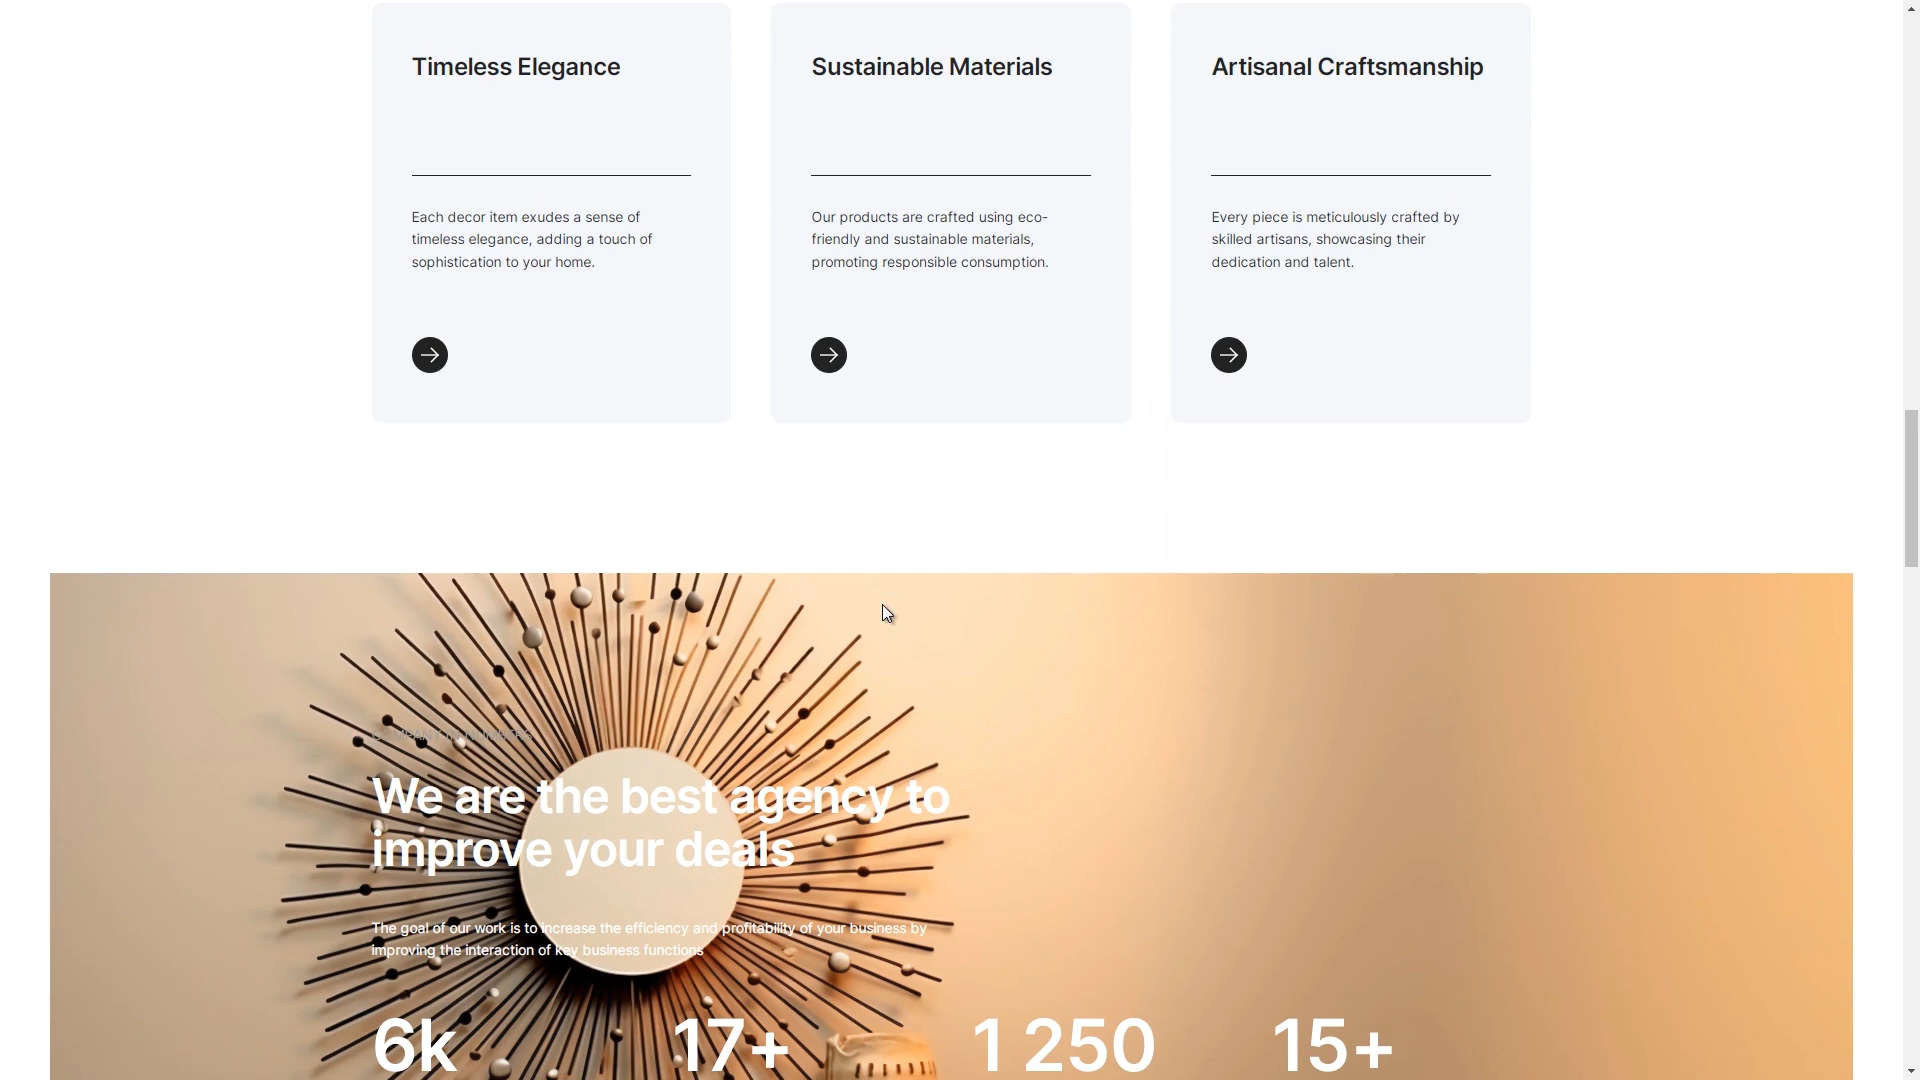 Timeless Elegance
Each decor item exudes a sense of
timeless elegance, adding a touch of
sophistication to your home.
Sustainable Materials
Our products are crafted using eco-
friendly and sustainable materials,
promoting responsible consumption.
Artisanal Craftsmanship
Every piece is meticulously crafted by
skilled artisans, showcasing their
dedication and talent.
COMPANY IN NUMBERS
We are the best agency to
improve your deals
The goal of our work is to increase the efficiency and profitability of your business by
improving the interaction of key business functions
6k 17+ 1 250 15+